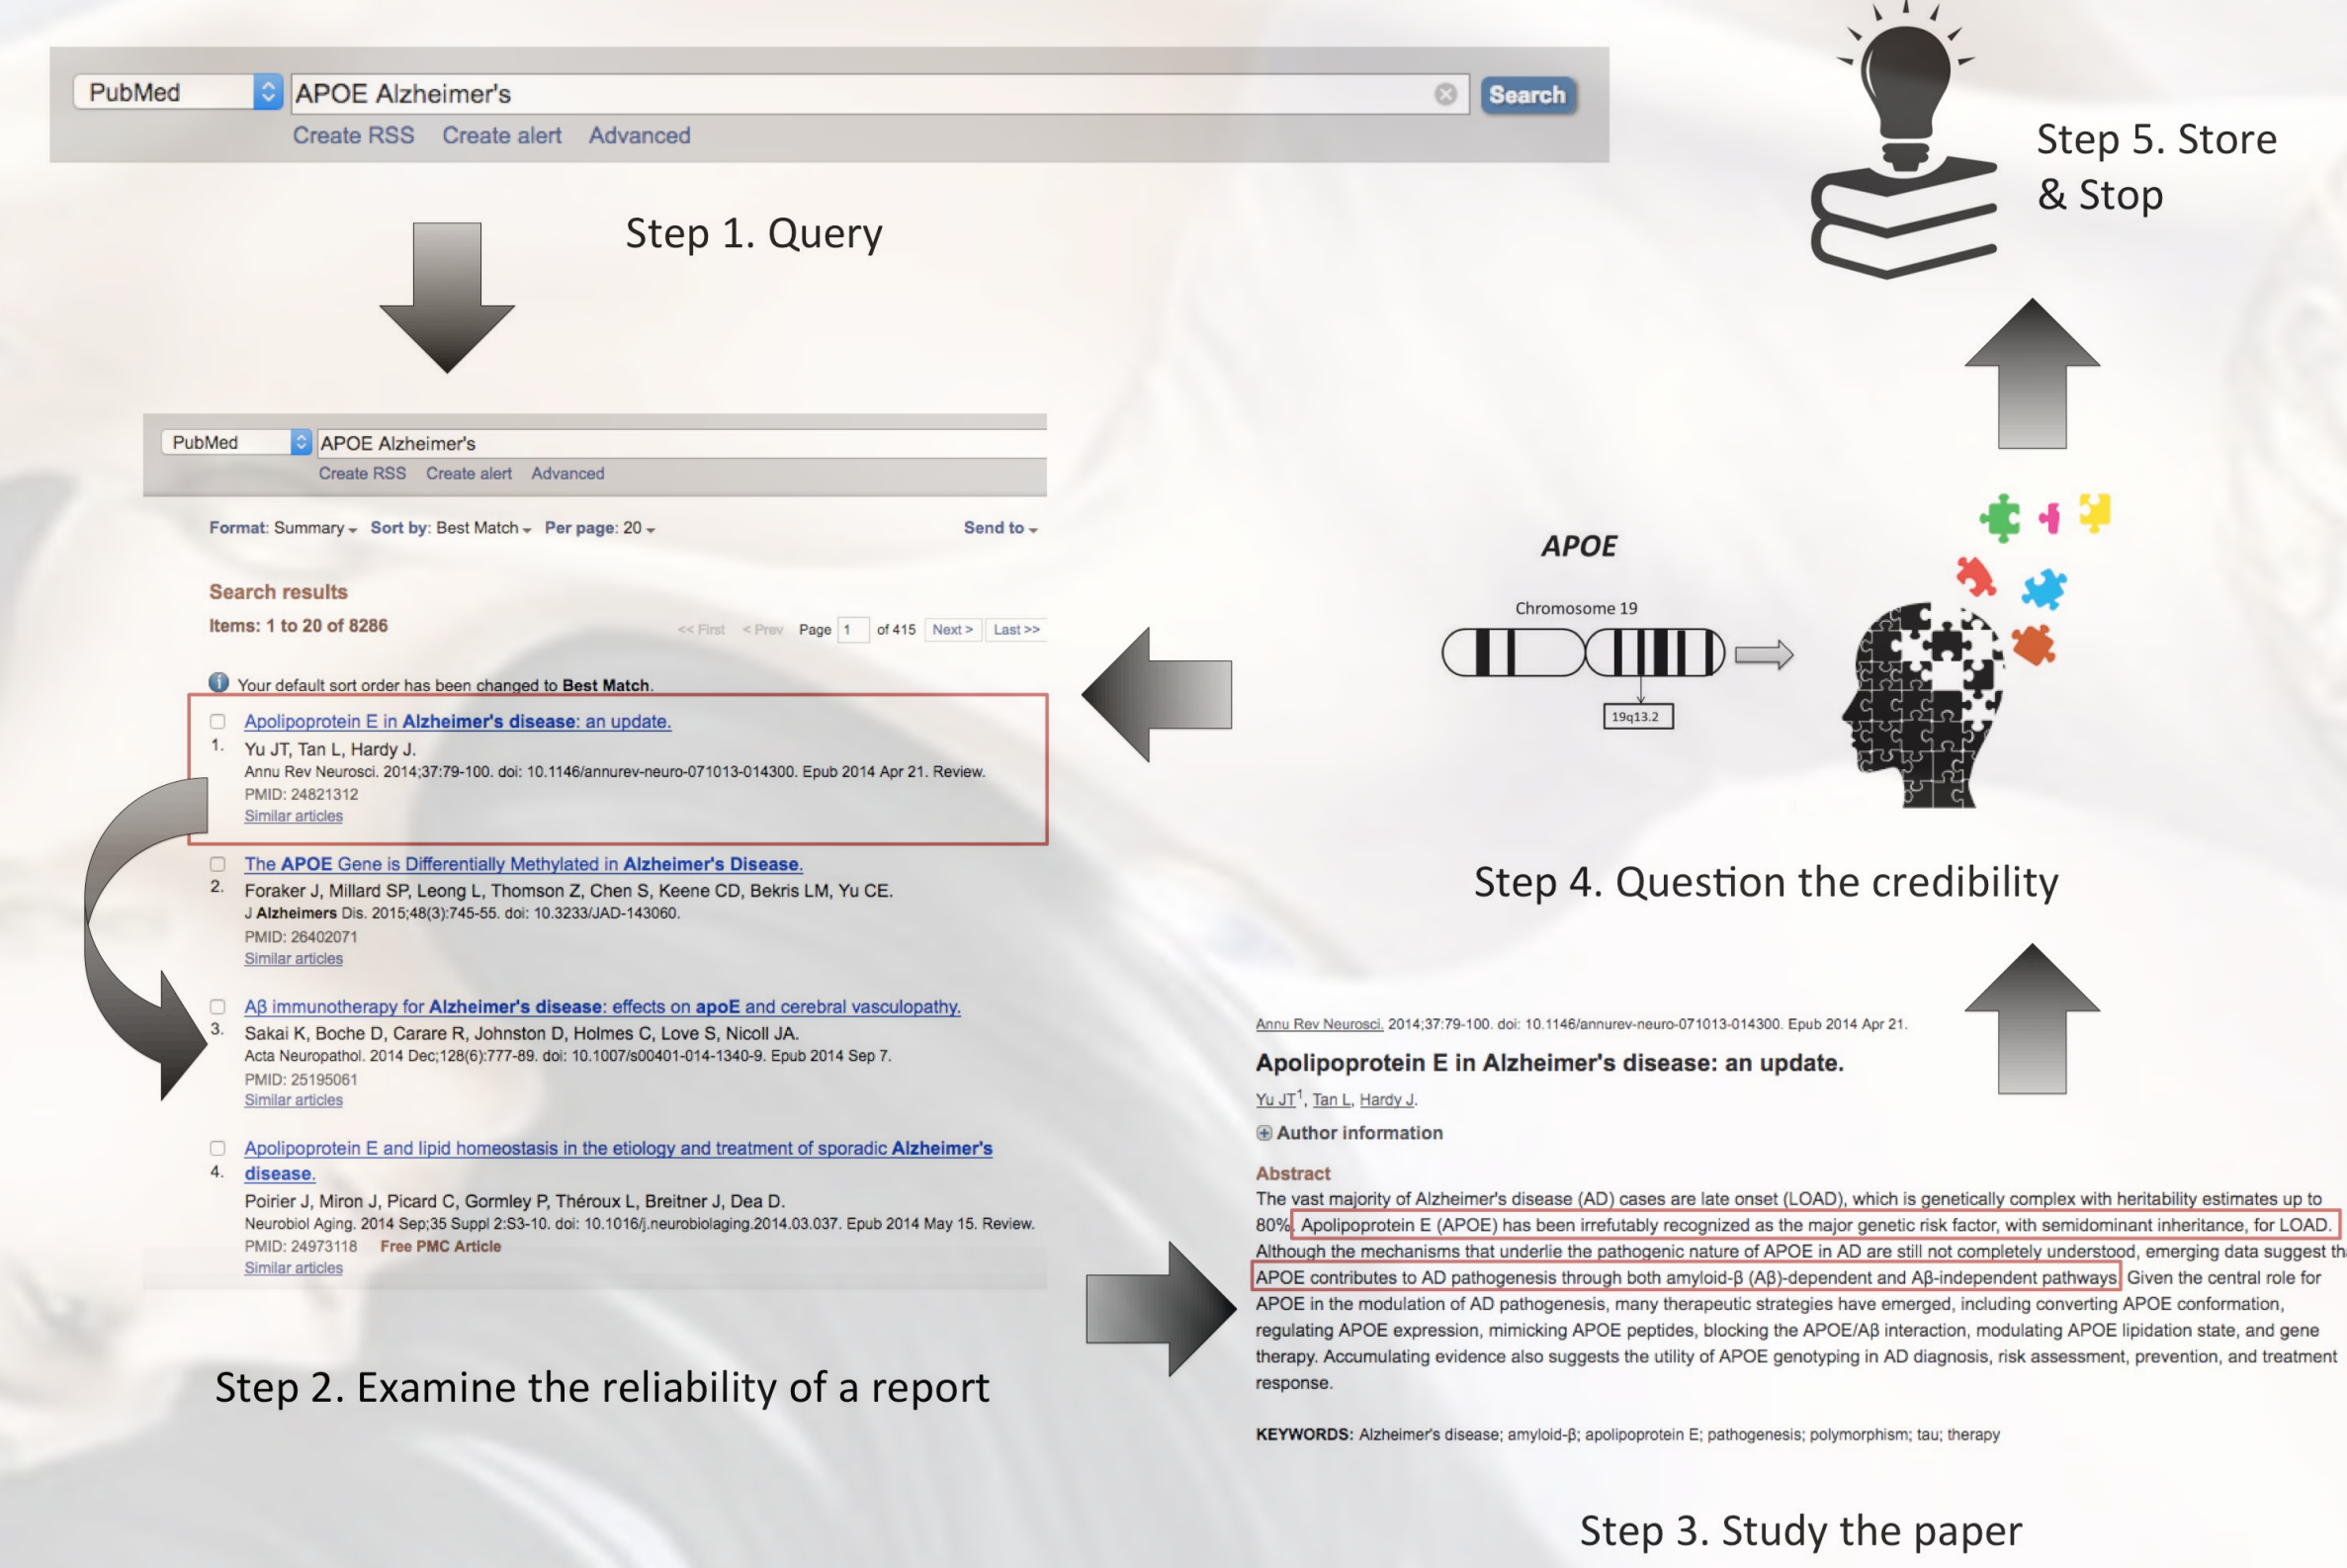 PubMed APOE Alzheimer's Search
Create RSS Create alert Advanced
Step 1. Query
PubMed APOE Alzheimer's
Create RSS Create alert Advanced
Format: Summary Sort by: Best Match Per page: 20 Send to
Search results
Items: 1 to 20 of 8286 << First < Prev Page 1 of 415 Next > Last >>
Your default sort order has been changed to Best Match.
Apolipoprotein E in Alzheimer's disease: an update.
1. Yu JT, Tan L, Hardy J.
Annu Rev Neurosci. 2014;37:79-100. doi: 10.1146/annurev-neuro-071013-014300. Epub 2014 Apr 21. Review.
PMID: 24821312
Similar articles
The APOE Gene is Differentially Methylated in Alzheimer's Disease.
2. Foraker J, Millard SP, Leong L, Thomson Z, Chen S, Keene CD, Bekris LM, Yu CE.
J Alzheimers Dis. 2015;48(3):745-55. doi: 10.3233/JAD-143060.
PMID: 26402071
Similar articles
Aβ immunotherapy for Alzheimer's disease: effects on apoE and cerebral vasculopathy.
3. Sakai K, Boche D, Carare R, Johnston D, Holmes C, Love S, Nicoll JA.
Acta Neuropathol. 2014 Dec;128(6):777-89. doi: 10.1007/s00401-014-1340-9. Epub 2014 Sep 7.
PMID: 25195061
Similar articles
Apolipoprotein E and lipid homeostasis in the etiology and treatment of sporadic Alzheimer's
4. disease.
Poirier J, Miron J, Picard C, Gormley P, Théroux L, Breitner J, Dea D.
Neurobiol Aging. 2014 Sep;35 Suppl 2:S3-10. doi: 10.1016/j.neurobiolaging.2014.03.037. Epub 2014 May 15. Review.
PMID: 24973118 Free PMC Article
Similar articles
Step 2. Examine the reliability of a report
Annu Rev Neurosci. 2014;37:79-100. doi: 10.1146/annurev-neuro-071013-014300. Epub 2014 Apr 21.
Apolipoprotein E in Alzheimer's disease: an update.
Yu JT1, Tan L, Hardy J.
Author information
Abstract
The vast majority of Alzheimer's disease (AD) cases are late onset (LOAD), which is genetically complex with heritability estimates up to
80%. Apolipoprotein E (APOE) has been irrefutably recognized as the major genetic risk factor, with semidominant inheritance, for LOAD.
Although the mechanisms that underlie the pathogenic nature of APOE in AD are still not completely understood, emerging data suggest
APOE contributes to AD pathogenesis through both amyloid-β (Aβ)-dependent and Aβ-independent pathways. Given the central role for
APOE in the modulation of AD pathogenesis, many therapeutic strategies have emerged, including converting APOE conformation,
regulating APOE expression, mimicking APOE peptides, blocking the APOE/Aβ interaction, modulating APOE lipidation state, and gene
therapy. Accumulating evidence also suggests the utility of APOE genotyping in AD diagnosis, risk assessment, prevention, and treatment
response.
KEYWORDS: Alzheimer's disease; amyloid-β; apolipoprotein E; pathogenesis; polymorphism; tau; therapy
Step 3. Study the paper
APOE
Chromosome 19
19q13.2
Step 4. Question the credibility
Step 5. Store
& Stop